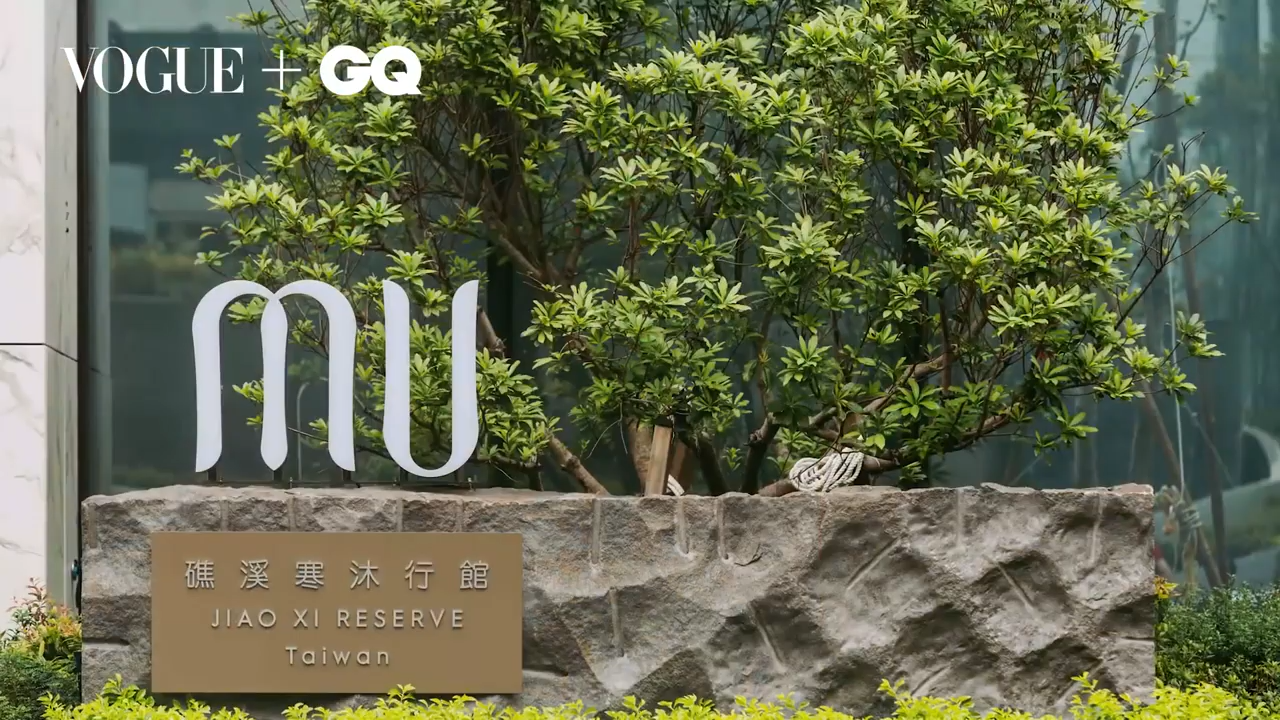 VOGUE + GQ
mu
礁溪寒沐行館
JIAO XI RESERVE
Taiwan